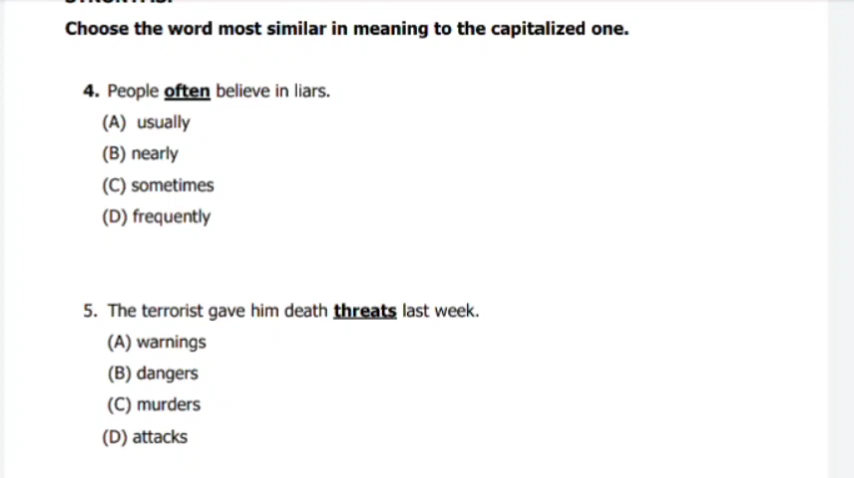 Choose the word most similar in meaning to the capitalized one.
4. People often believe in liars.
(A) usually
(B) nearly
(C) sometimes
(D) frequently
5. The terrorist gave him death threats last week.
(A) warnings
(B) dangers
(C) murders
(D) attacks